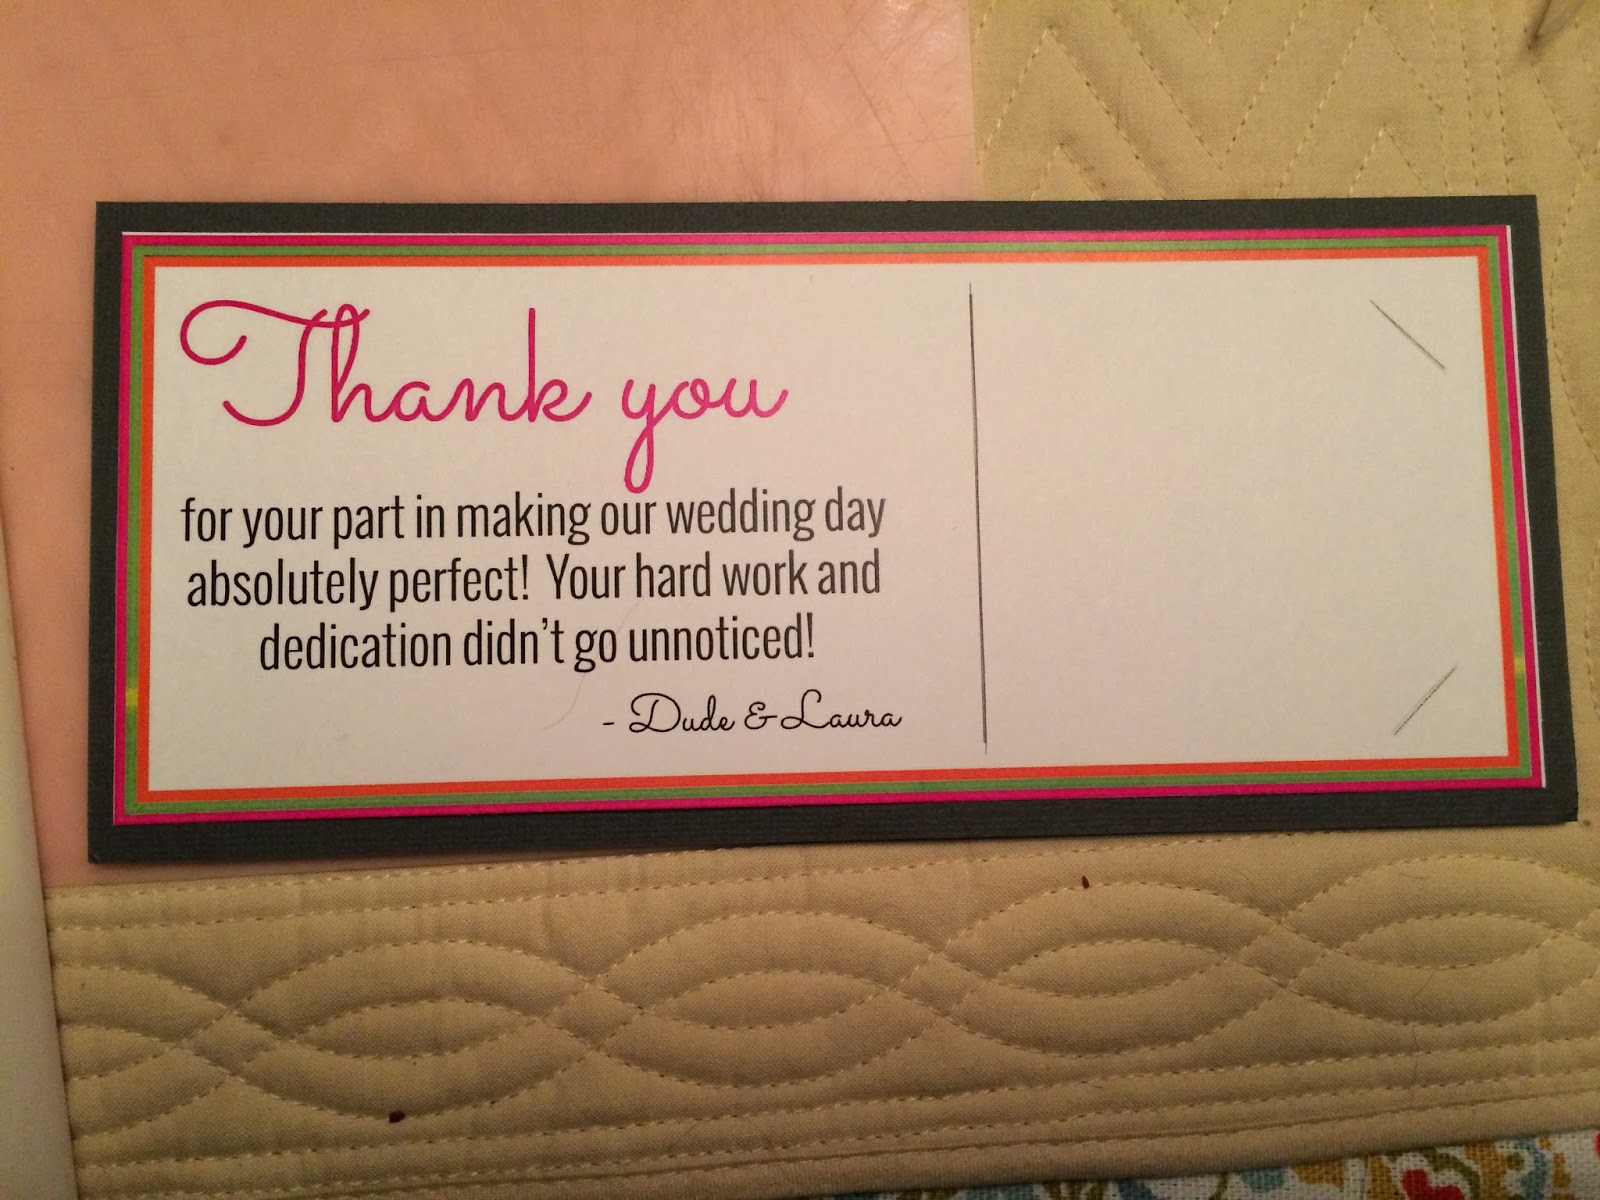 Thank you
for your part in making our wedding day
absolutely perfect!  Your hard work and
dedication didn't go unnoticed!
- Dude & Laura